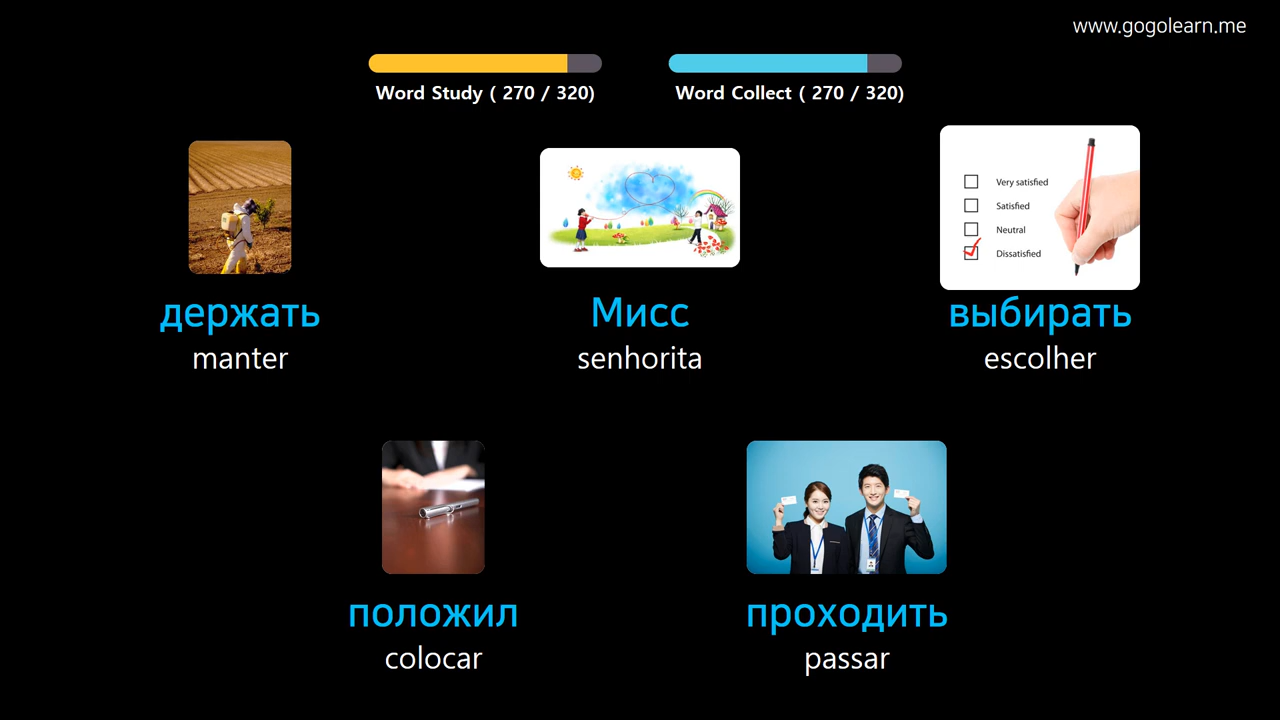 www.gogolearn.me
Word Study ( 270 / 320)
Word Collect ( 270 / 320)
Very satisfied
Satisfied
Neutral
Dissatisfied
держать
manter
Мисс
senhorita
выбирать
escolher
положил
colocar
проходить
passar